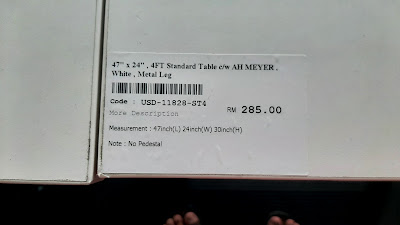 47" x 24" , 4FT Standard Table c/w AH MEYER ,
White , Metal Leg
Code : USD-11828-ST4
RM 285.00
More Description
Measurement : 47inch(L) 24inch(W) 30inch(H)
Note : No Pedestal